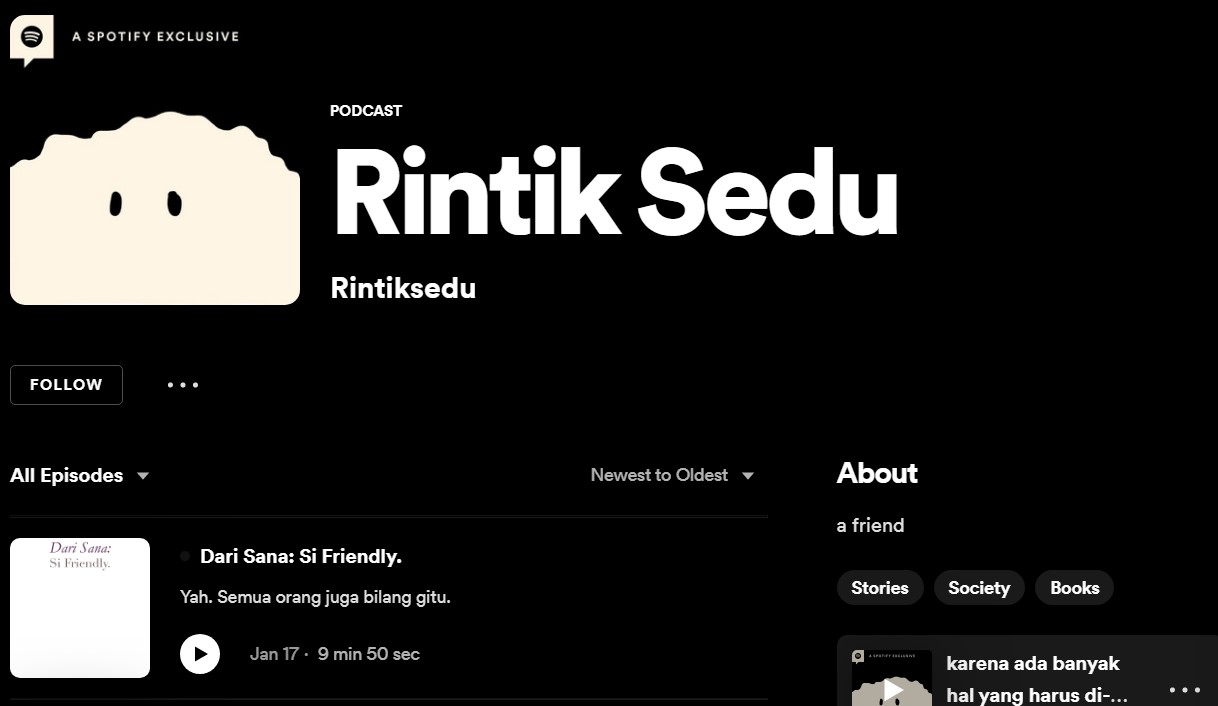 A SPOTIFY EXCLUSIVE
PODCAST
Rintik Sedu
Rintiksedu
FOLLOW
All Episodes
Newest to Oldest
Dari Sana:
Si Friendly.
Dari Sana: Si Friendly.
Yah. Semua orang juga bilang gitu.
Jan 17 · 9 min 50 sec
About
a friend
Stories
Society
Books
A SPOTIFY EXCLUSIVE
karena ada banyak
hal yang harus di-...